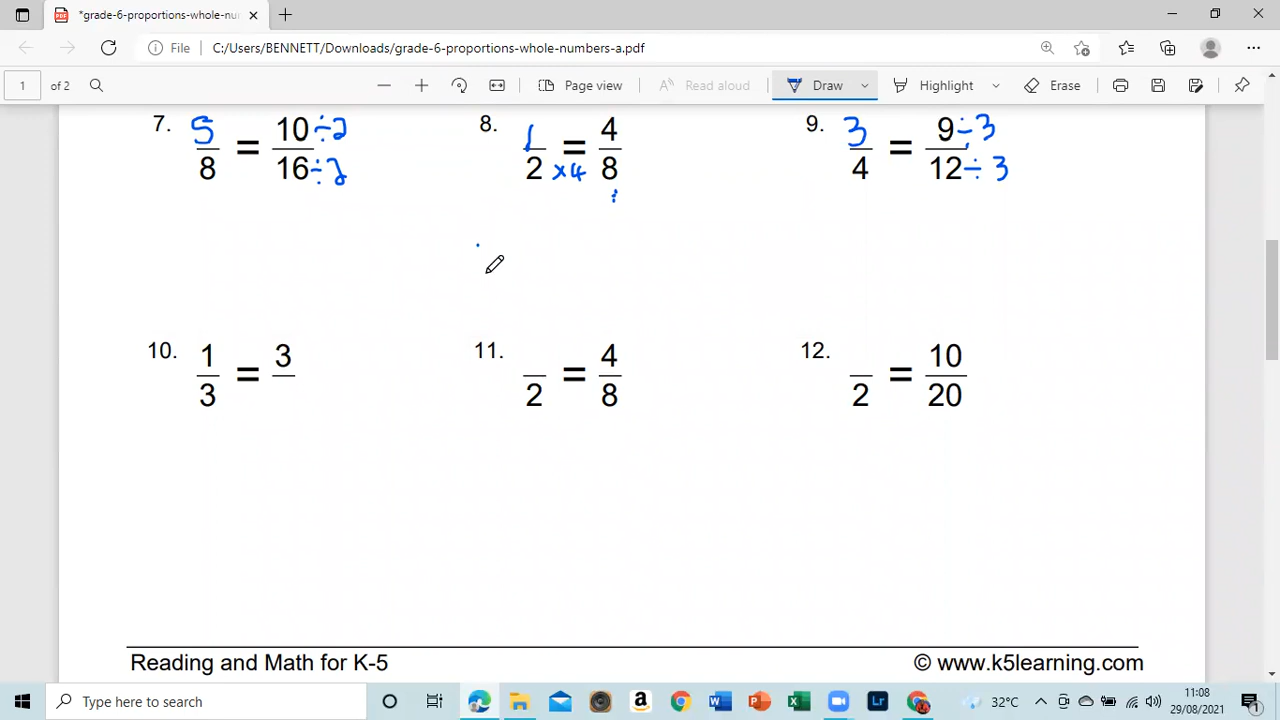 *grade-6-proportions-whole-nu
File C:/Users/BENNETT/Downloads/grade-6-proportions-whole-numbers-a.pdf
1 of 2 Page view Read aloud Draw Highlight Erase
7. 5/8 = 10/16 ÷2 ÷2
8. 1/2 = 4/8 ×4
9. 3/4 = 9/12 ÷3 ÷3
10. 1/3 = 3/
11. /2 = 4/8
12. /2 = 10/20
Reading and Math for K-5 © www.k5learning.com
Type here to search 32°C 11:08
29/08/2021